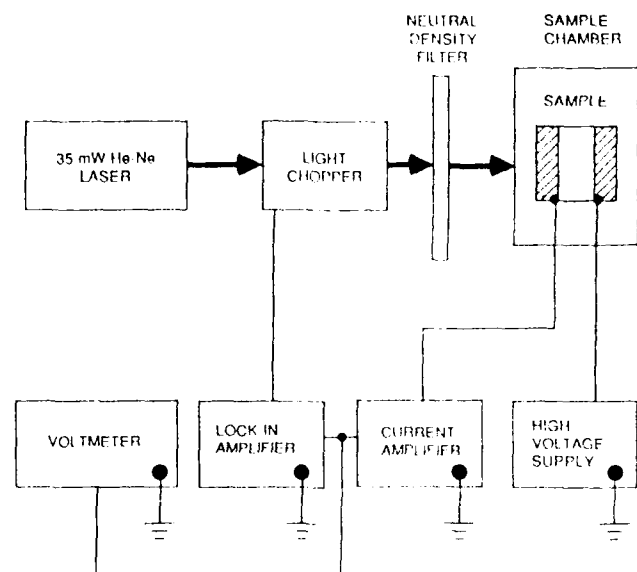 NEUTRAL
DENSITY
FILTER
SAMPLE
CHAMBER
SAMPLE
35 mW He-Ne
LASER
LIGHT
CHOPPER
VOLTMETER
LOCK IN
AMPLIFIER
CURRENT
AMPLIFIER
HIGH
VOLTAGE
SUPPLY